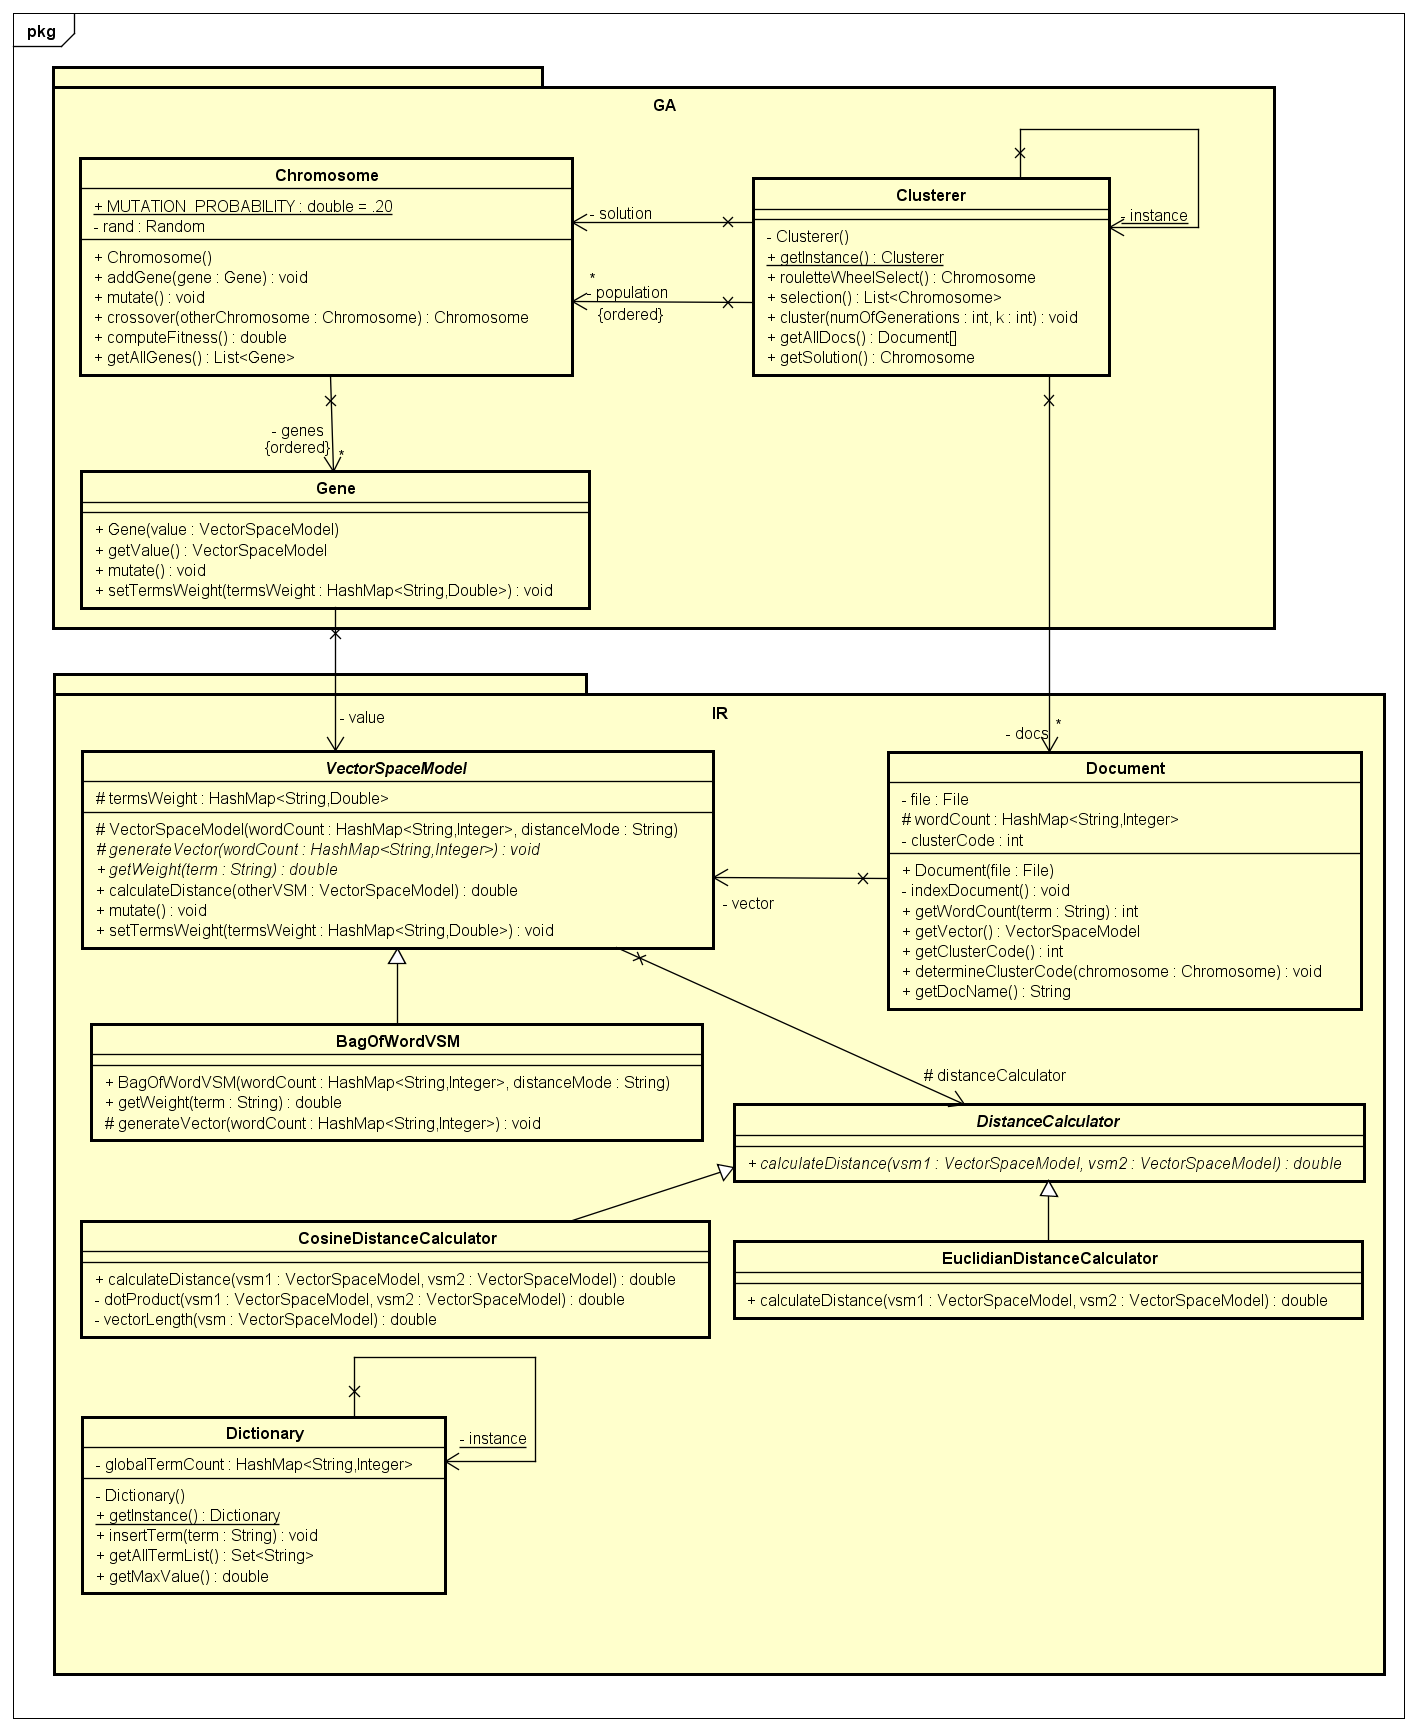 pkg
GA
Chromosome
+ MUTATION_PROBABILITY : double = .20
- rand : Random
+ Chromosome()
+ addGene(gene : Gene) : void
+ mutate() : void
+ crossover(otherChromosome : Chromosome) : Chromosome
+ computeFitness() : double
+ getAllGenes() : List<Gene>
- solution
*
- population
{ordered}
Clusterer
- Clusterer()
+ getInstance() : Clusterer
+ rouletteWheelSelect() : Chromosome
+ selection() : List<Chromosome>
+ cluster(numOfGenerations : int, k : int) : void
+ getAllDocs() : Document[]
+ getSolution() : Chromosome
- instance
- genes
{ordered}
*
Gene
+ Gene(value : VectorSpaceModel)
+ getValue() : VectorSpaceModel
+ mutate() : void
+ setTermsWeight(termsWeight : HashMap<String,Double>) : void
IR
- value
*
- docs
VectorSpaceModel
# termsWeight : HashMap<String,Double>
# VectorSpaceModel(wordCount : HashMap<String,Integer>, distanceMode : String)
# generateVector(wordCount : HashMap<String,Integer>) : void
+ getWeight(term : String) : double
+ calculateDistance(otherVSM : VectorSpaceModel) : double
+ mutate() : void
+ setTermsWeight(termsWeight : HashMap<String,Double>) : void
- vector
Document
- file : File
# wordCount : HashMap<String,Integer>
- clusterCode : int
+ Document(file : File)
- indexDocument() : void
+ getWordCount(term : String) : int
+ getVector() : VectorSpaceModel
+ getClusterCode() : int
+ determineClusterCode(chromosome : Chromosome) : void
+ getDocName() : String
BagOfWordVSM
+ BagOfWordVSM(wordCount : HashMap<String,Integer>, distanceMode : String)
+ getWeight(term : String) : double
# generateVector(wordCount : HashMap<String,Integer>) : void
# distanceCalculator
DistanceCalculator
+ calculateDistance(vsm1 : VectorSpaceModel, vsm2 : VectorSpaceModel) : double
CosineDistanceCalculator
+ calculateDistance(vsm1 : VectorSpaceModel, vsm2 : VectorSpaceModel) : double
- dotProduct(vsm1 : VectorSpaceModel, vsm2 : VectorSpaceModel) : double
- vectorLength(vsm : VectorSpaceModel) : double
EuclidianDistanceCalculator
+ calculateDistance(vsm1 : VectorSpaceModel, vsm2 : VectorSpaceModel) : double
Dictionary
- globalTermCount : HashMap<String,Integer>
- Dictionary()
+ getInstance() : Dictionary
+ insertTerm(term : String) : void
+ getAllTermList() : Set<String>
+ getMaxValue() : double
- instance